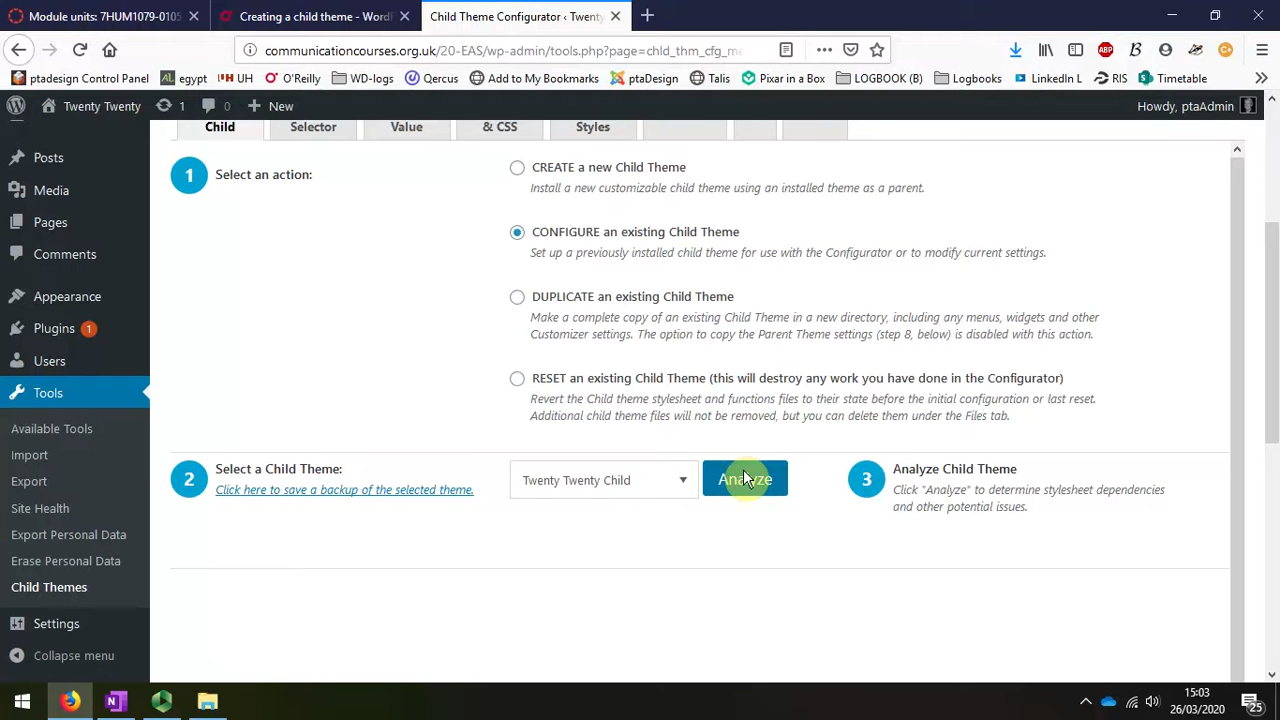 Module units: 7HUM1079-0105
Creating a child theme - WordP
Child Theme Configurator ‹ Twenty
communicationcourses.org.uk/20-EAS/wp-admin/tools.php?page=chld_thm_cfg_me
ptadesign Control Panel
AL egypt
UH
O'Reilly
WD-logs
Qercus
Add to My Bookmarks
ptaDesign
Talis
Pixar in a Box
LOGBOOK (B)
Logbooks
LinkedIn L
RIS
Timetable
Twenty Twenty
1
0
New
Howdy, ptaAdmin
Child
Selector
Value
& CSS
Styles
Posts
Media
Pages
Comments
Appearance
Plugins 1
Users
Tools
Available Tools
Import
Export
Site Health
Export Personal Data
Erase Personal Data
Child Themes
Settings
Collapse menu
1 Select an action:
CREATE a new Child Theme
Install a new customizable child theme using an installed theme as a parent.
CONFIGURE an existing Child Theme
Set up a previously installed child theme for use with the Configurator or to modify current settings.
DUPLICATE an existing Child Theme
Make a complete copy of an existing Child Theme in a new directory, including any menus, widgets and other
Customizer settings. The option to copy the Parent Theme settings (step 8, below) is disabled with this action.
RESET an existing Child Theme (this will destroy any work you have done in the Configurator)
Revert the Child theme stylesheet and functions files to their state before the initial configuration or last reset.
Additional child theme files will not be removed, but you can delete them under the Files tab.
2 Select a Child Theme:
Click here to save a backup of the selected theme.
Twenty Twenty Child
Analyze
3 Analyze Child Theme
Click "Analyze" to determine stylesheet dependencies
and other potential issues.
15:03
26/03/2020
25